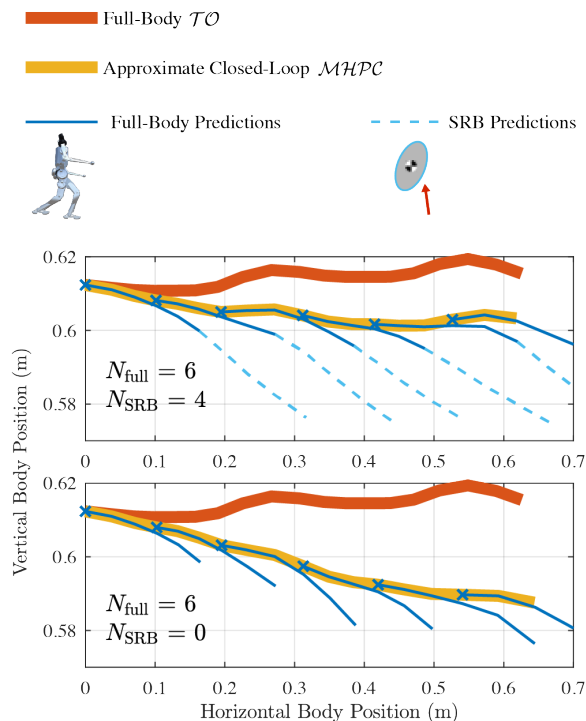 Full-Body 𝒯𝒪
Approximate Closed-Loop ℳℋ𝒫𝒞
Full-Body Predictions
SRB Predictions
0.62
0.6
0.58
N_full = 6
N_SRB = 4
0 0.1 0.2 0.3 0.4 0.5 0.6 0.7
Vertical Body Position (m)
0.62
0.6
0.58
N_full = 6
N_SRB = 0
0 0.1 0.2 0.3 0.4 0.5 0.6 0.7
Horizontal Body Position (m)